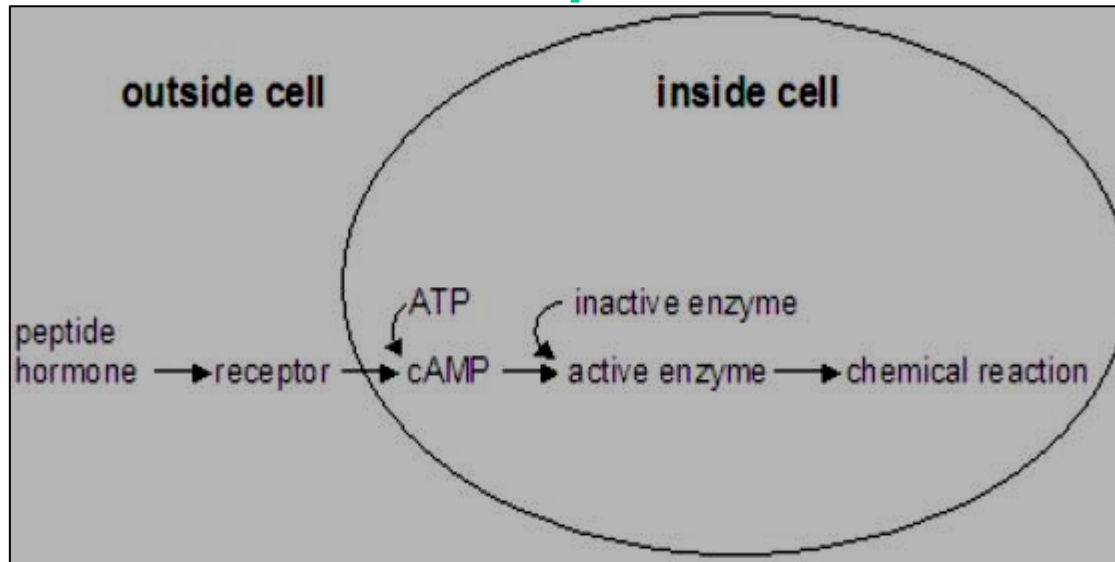 outside cell
inside cell
ATP
inactive enzyme
peptide
hormone
receptor
cAMP
active enzyme
chemical reaction